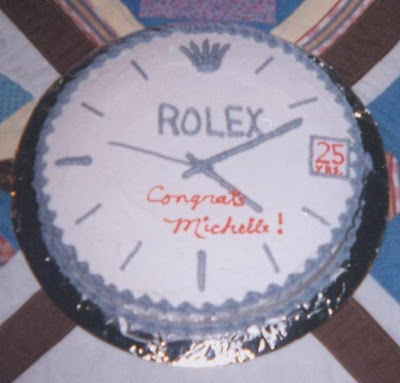 ROLEX
25
YRS.
Congrats
Michelle!